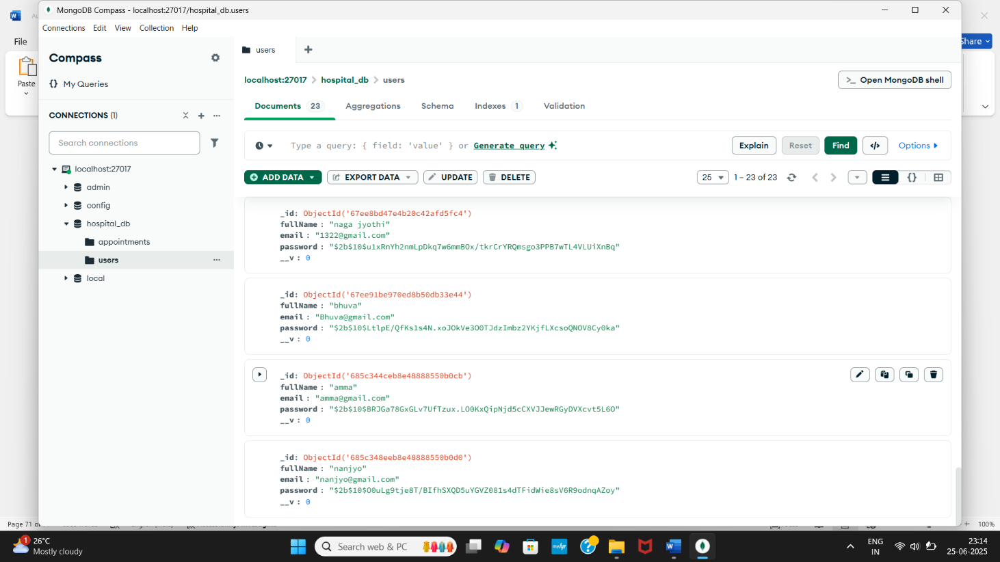 MongoDB Compass - localhost:27017/hospital_db.users
Connections Edit View Collection Help
File
Share
Paste
Compass
{} My Queries
CONNECTIONS (1)
Search connections
localhost:27017
admin
config
hospital_db
appointments
users
local
users
localhost:27017 > hospital_db > users
>_ Open MongoDB shell
Documents 23 Aggregations Schema Indexes 1 Validation
Type a query: { field: 'value' } or Generate query
Explain Reset Find </> Options
ADD DATA EXPORT DATA UPDATE DELETE
25 1 – 23 of 23 {}
_id: ObjectId('67ee8bd47e4b20c42afd5fc4')
fullName : "naga jyothi"
email : "1322@gmail.com"
password : "$2b$10$u1xRnYh2nmLpDkq7w6mmBOx/tkrCrYRQmsgo3PPB7wTL4VLUiXnBq"
__v : 0
_id: ObjectId('67ee91be970ed8b50db33e44')
fullName : "bhuva"
email : "Bhuva@gmail.com"
password : "$2b$10$LtlpE/QfKs1s4N.xoJOkVe3O0TJdzImbz2YKjfLXcsoQNOV8Cy0ka"
__v : 0
_id: ObjectId('685c344ceb8e48888550b0cb')
fullName : "amma"
email : "amma@gmail.com"
password : "$2b$10$BRJGa78GxGLv7UfTzux.LO0KxQipNjd5cCXVJJewRGyDVXcvt5L6O"
__v : 0
_id: ObjectId('685c348eeb8e48888550b0d0')
fullName : "nanjyo"
email : "nanjyo@gmail.com"
password : "$2b$10$O0uLg9tje8T/BIfhSXQD5uYGVZ081s4dTFidWie8sV6R9odnqAZoy"
__v : 0
Page 71 o
100%
1
26°C
Mostly cloudy
Search web & PC
ENG
IN
23:14
25-06-2025